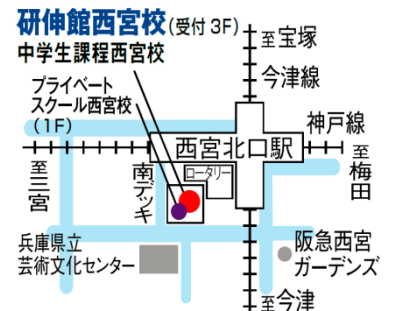 研伸館西宮校(受付3F)
中学生課程西宮校
プライベート
スクール西宮校
(1F)
至宝塚
今津線
神戸線
西宮北口駅
ロータリー
至三宮
南デッキ
至梅田
兵庫県立
芸術文化センター
阪急西宮
ガーデンズ
至今津